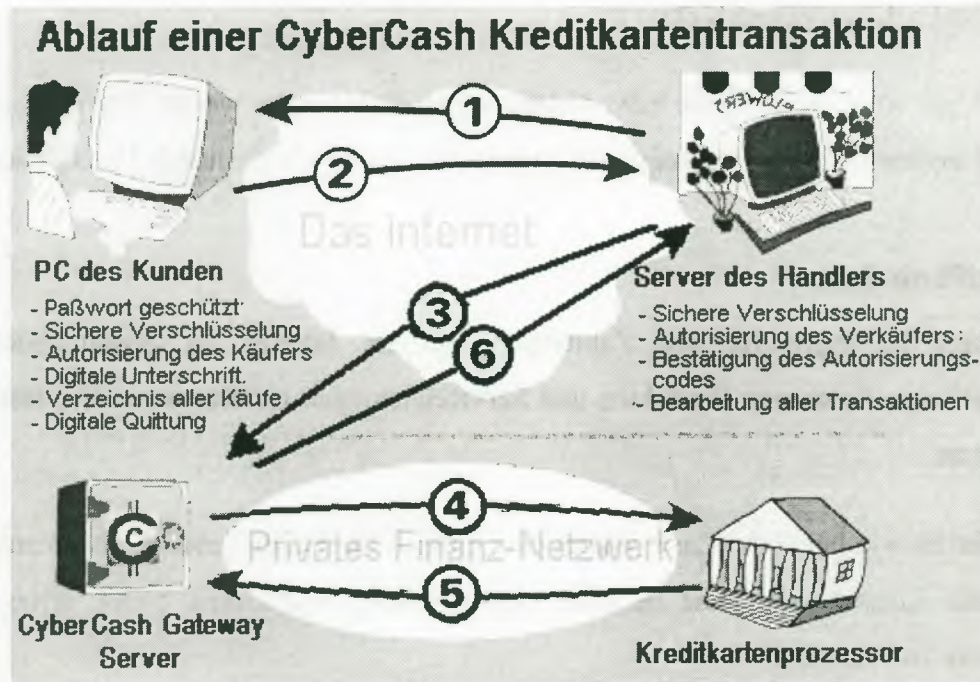 Ablauf einer CyberCash Kreditkartentransaktion
1
2
Das Internet
PC des Kunden
- Paßwort geschützt
- Sichere Verschlüsselung
- Autorisierung des Käufers
- Digitale Unterschrift.
- Verzeichnis aller Käufe
- Digitale Quittung
Server des Händlers
- Sichere Verschlüsselung
- Autorisierung des Verkäufers:
- Bestätigung des Autorisierungs-
codes
- Bearbeitung aller Transaktionen
3
6
4
Privates Finanz-Netzwerk
5
C
CyberCash Gateway
Server
Kreditkartenprozessor